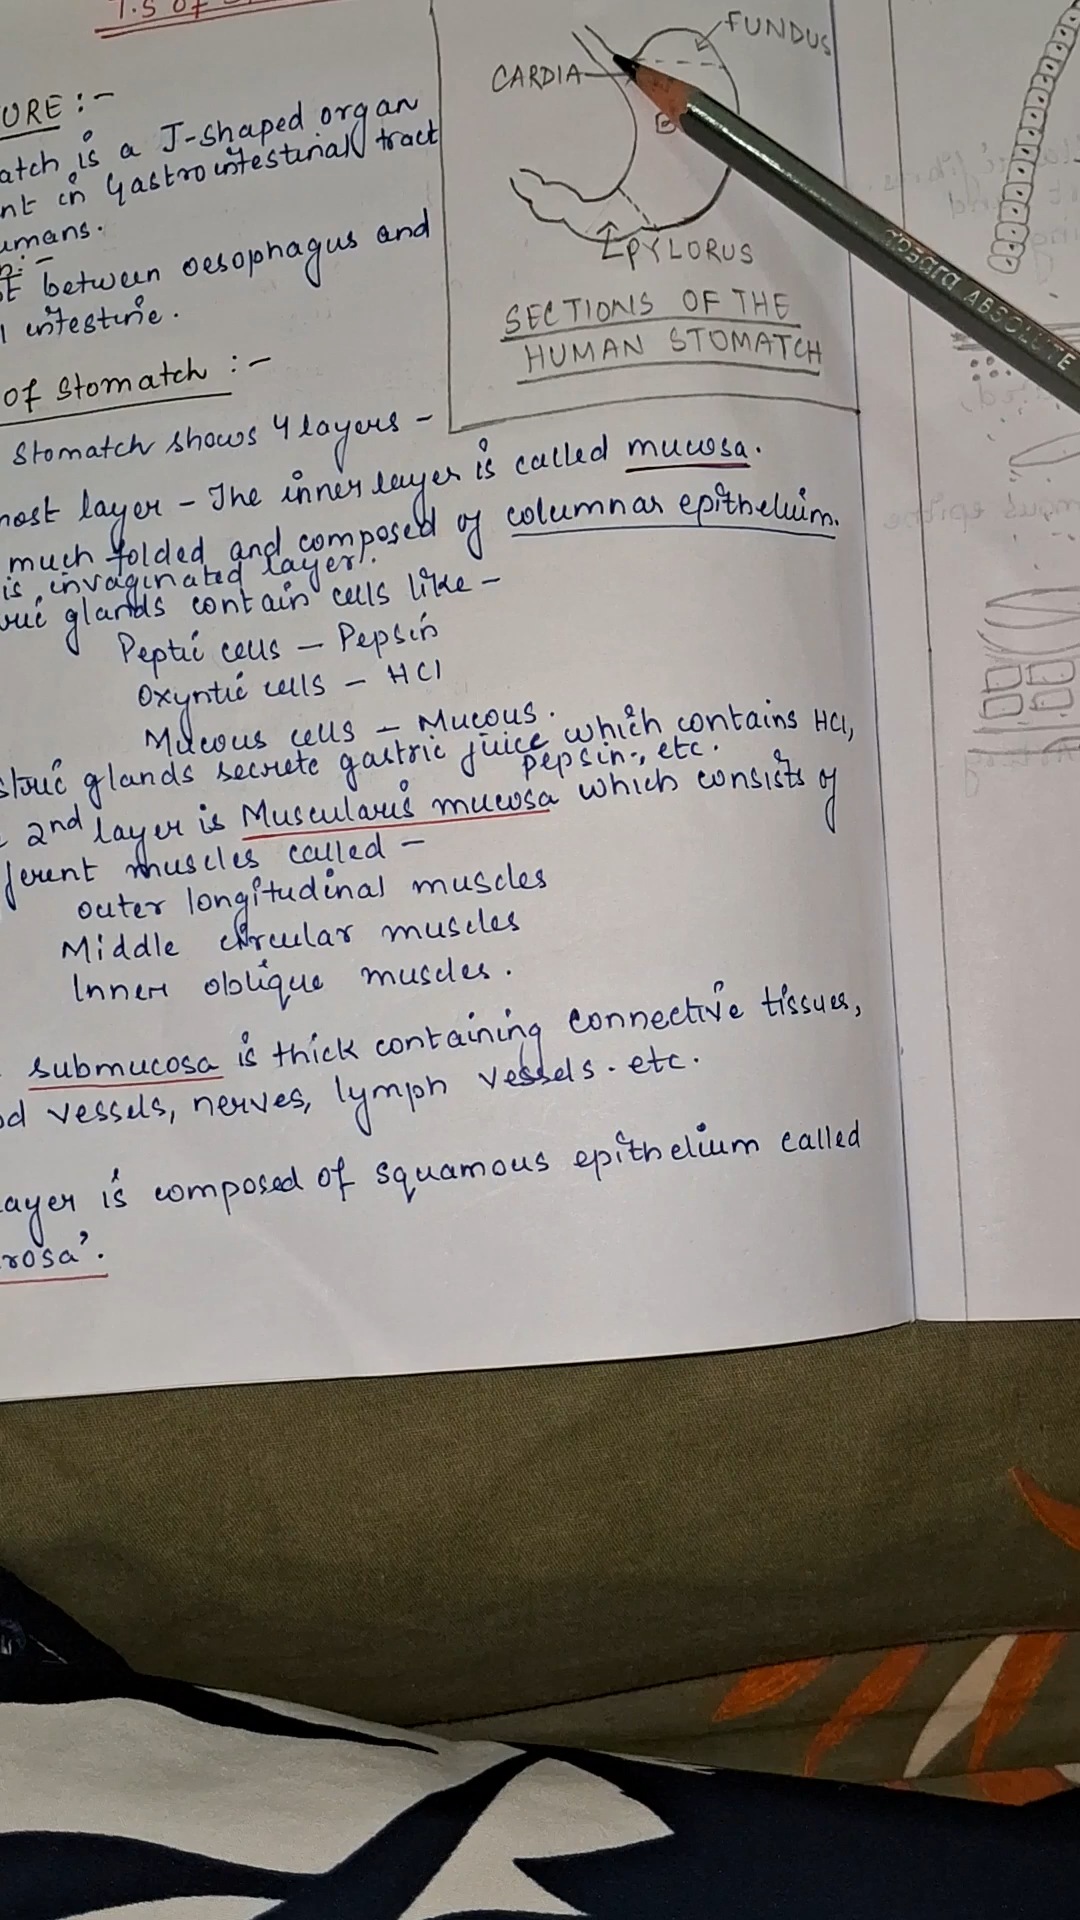 T.S of
FUNDUS
CARDIA
PYLORUS
SECTIONS OF THE
HUMAN STOMATCH
URE :-
atch is a J-shaped organ
nt in Gastrointestinal tract
umans.
between oesophagus and
l intestine.
of Stomatch :-
Stomatch shows 4 layers -
most layer - The inner layer is called mucosa.
much folded and composed of columnar epithelium.
is invaginated layer.
glands contain cells like -
Peptic cells - Pepsin
Oxyntic cells - HCl
Mucous cells - Mucous.
glands secrete gastric juice which contains HCl,
pepsin, etc.
2nd layer is Muscularis mucosa which consists of
ferent muscles called -
outer longitudinal muscles
Middle circular muscles
Inner oblique muscles.
submucosa is thick containing connective tissues,
od vessels, nerves, lymph vessels. etc.
ayer is composed of squamous epithelium called
rosa'.
apsara ABSOLUTE